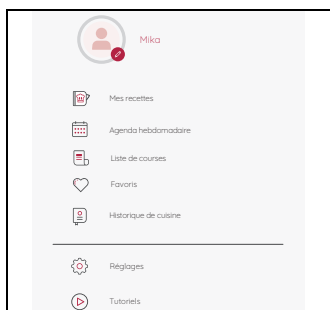 Mika
Mes recettes
Agenda hebdomadaire
Liste de courses
Favoris
Historique de cuisine
Réglages
Tutoriels